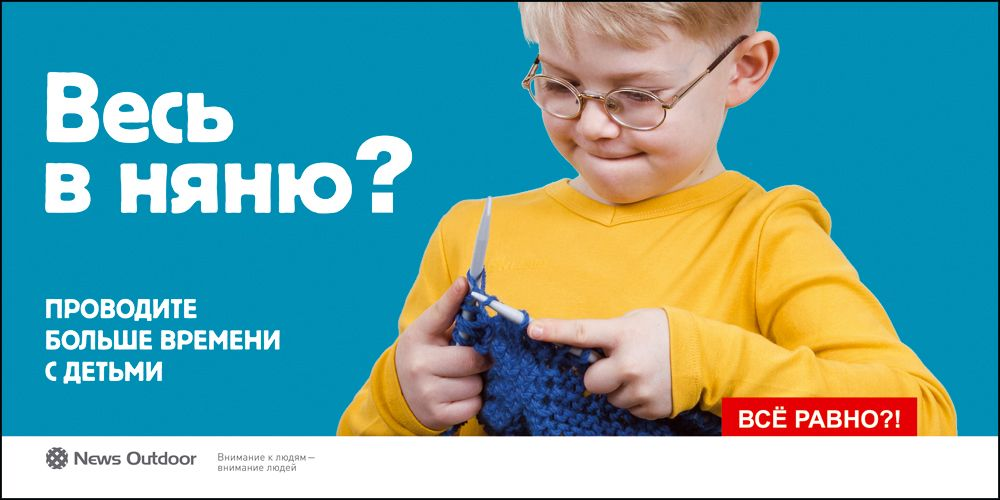 Весь
в няню?
ПРОВОДИТЕ
БОЛЬШЕ ВРЕМЕНИ
С ДЕТЬМИ
ВСЁ РАВНО?!
News Outdoor
Внимание к людям —
внимание людей